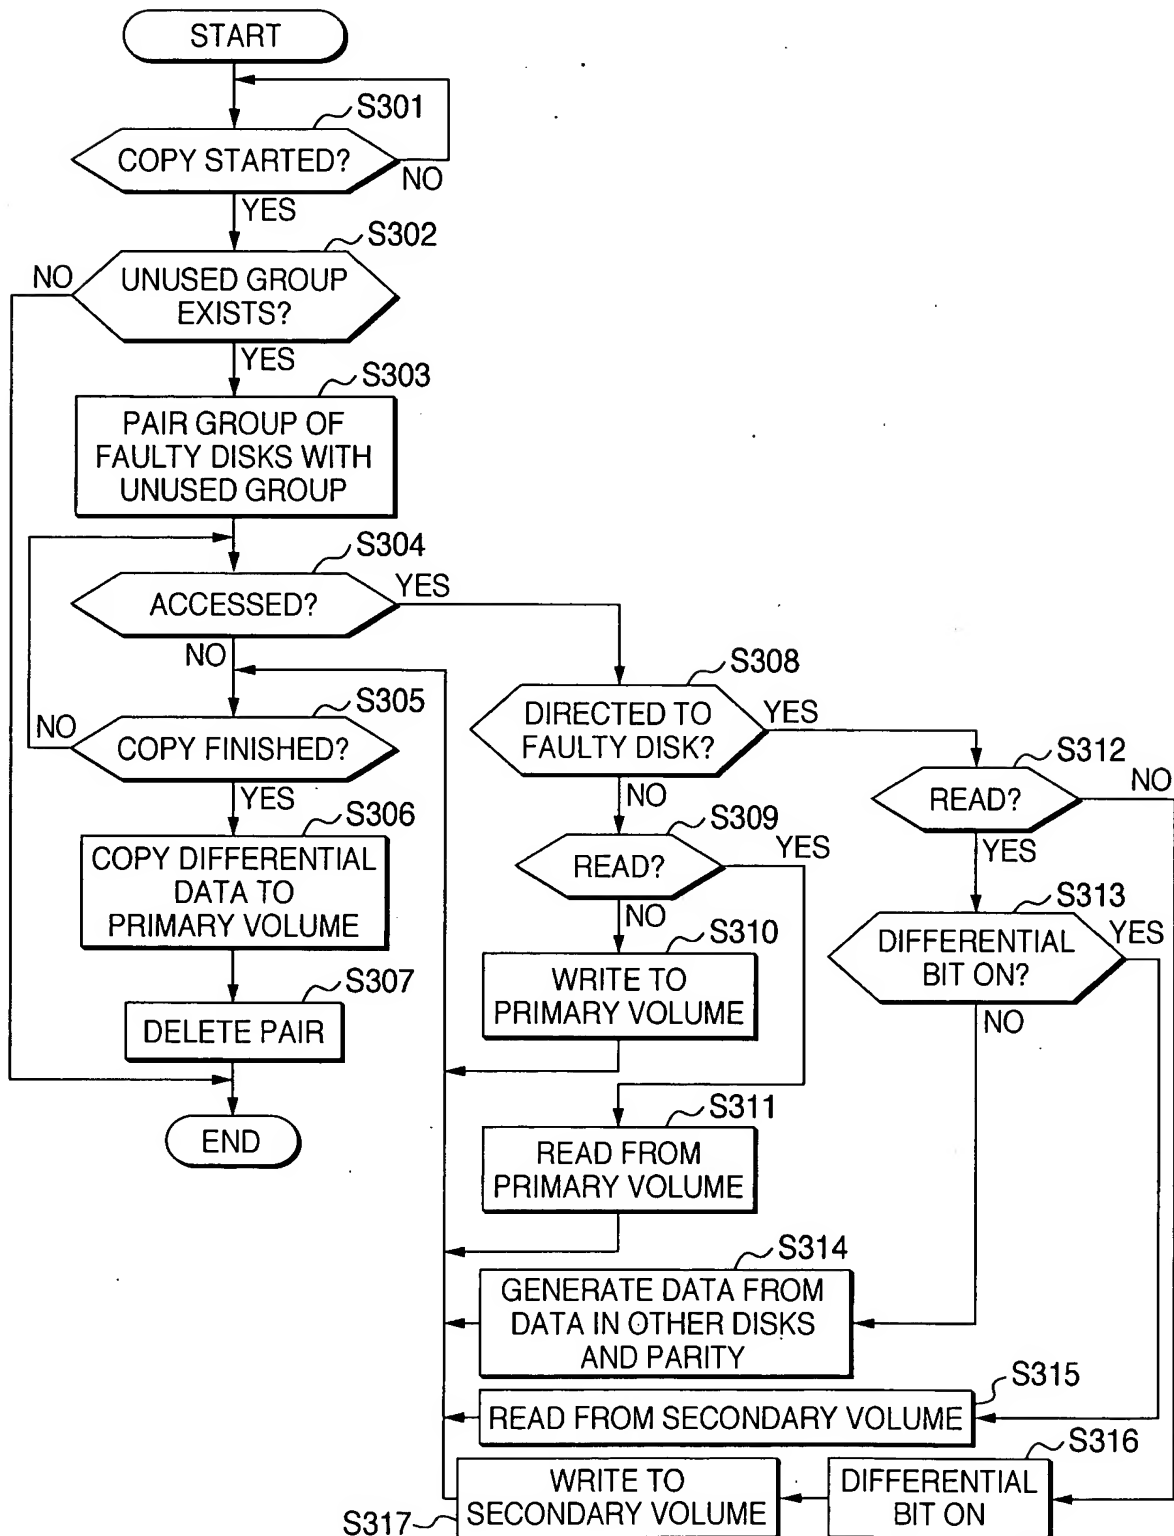 START
S301
COPY STARTED?
NO
YES
S302
NO
UNUSED GROUP
EXISTS?
YES
S303
PAIR GROUP OF
FAULTY DISKS WITH
UNUSED GROUP
S304
YES
ACCESSED?
NO
S305
NO
COPY FINISHED?
YES
S306
COPY DIFFERENTIAL
DATA TO
PRIMARY VOLUME
S307
DELETE PAIR
END
S308
DIRECTED TO
FAULTY DISK?
YES
NO
S309
READ?
YES
NO
S310
WRITE TO
PRIMARY VOLUME
S311
READ FROM
PRIMARY VOLUME
S312
READ?
NO
YES
S313
DIFFERENTIAL
BIT ON?
YES
NO
S314
GENERATE DATA FROM
DATA IN OTHER DISKS
AND PARITY
S315
READ FROM SECONDARY VOLUME
S316
DIFFERENTIAL
BIT ON
WRITE TO
SECONDARY VOLUME
S317